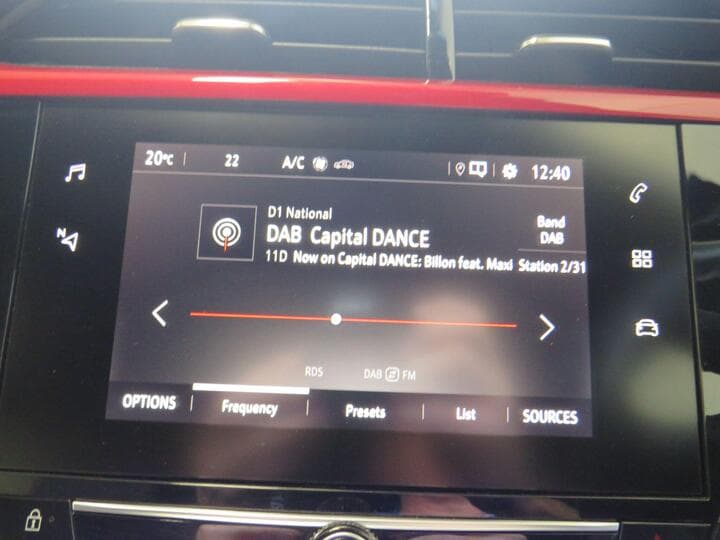 20°C 22 A/C 12:40
D1 National
DAB Capital DANCE
Band
DAB
11D Now on Capital DANCE: Billon feat. Maxi Station 2/31
N
RDS DAB FM
OPTIONS Frequency Presets List SOURCES